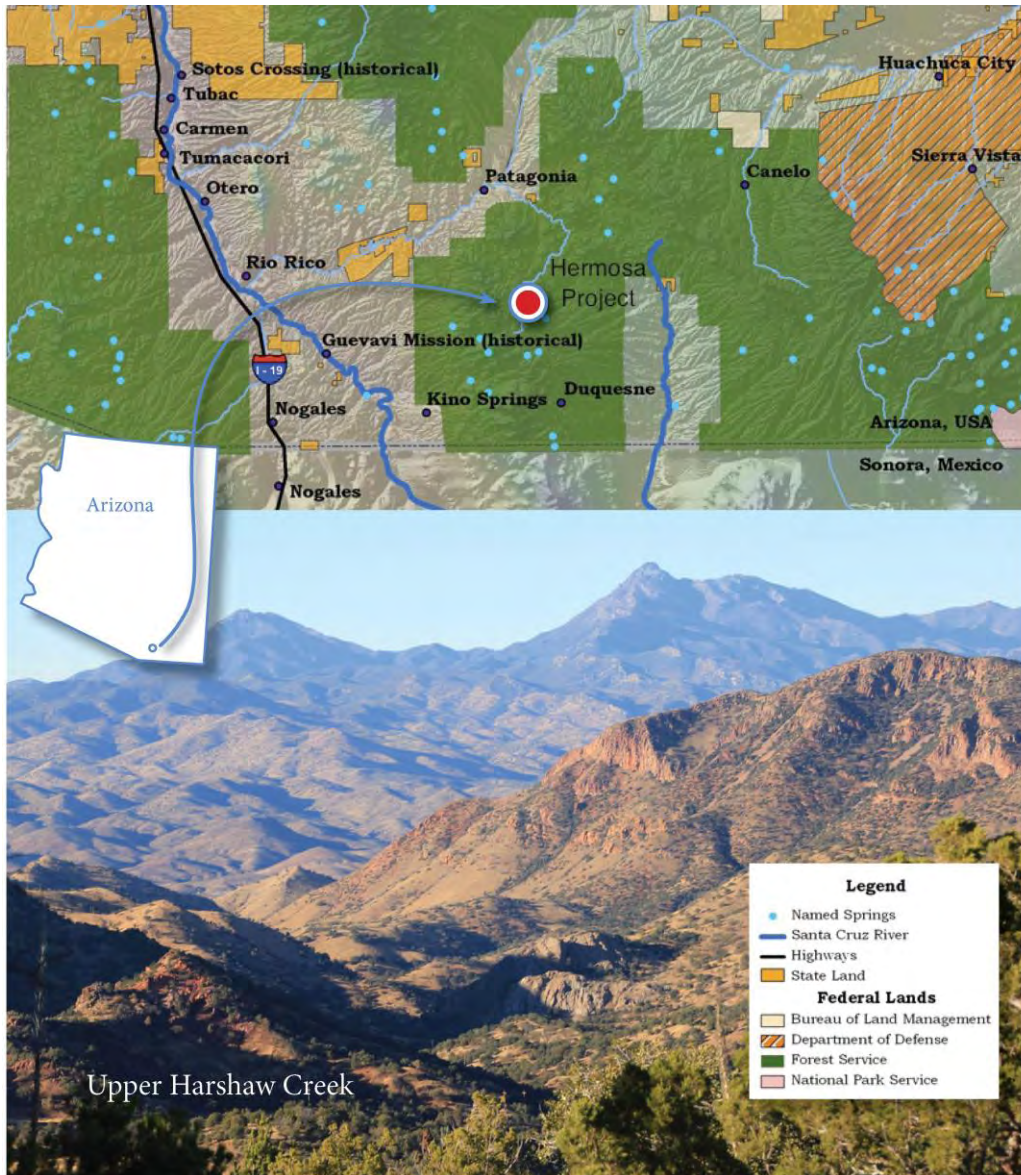 Sotos Crossing (historical)
Huachuca City
Tubac
Carmen
Tumacacori
Sierra Vista
Patagonia
Canelo
Otero
Rio Rico
Hermosa
Project
Guevavi Mission (historical)
I - 19
Kino Springs
Duquesne
Nogales
Arizona, USA
Sonora, Mexico
Nogales
Arizona
Legend
Named Springs
Santa Cruz River
Highways
State Land
Federal Lands
Bureau of Land Management
Department of Defense
Forest Service
National Park Service
Upper Harshaw Creek